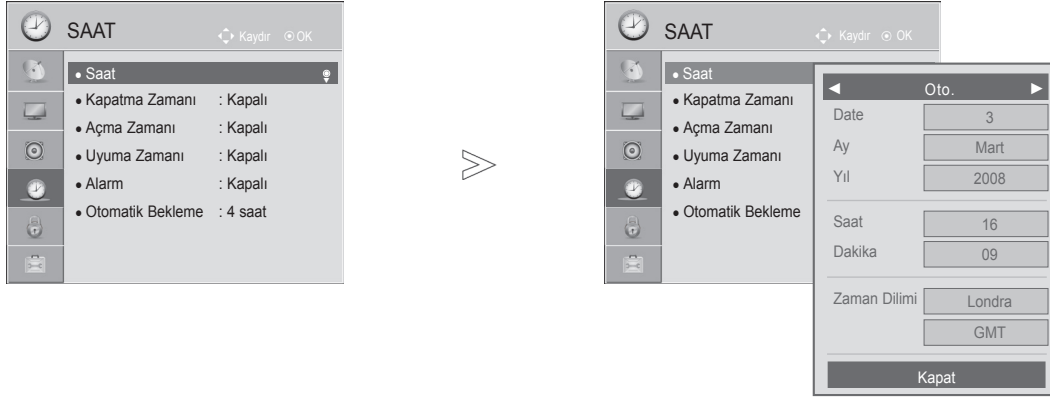 SAAT Kaydır OK
• Saat
• Kapatma Zamanı : Kapalı
• Açma Zamanı : Kapalı
• Uyuma Zamanı : Kapalı
• Alarm : Kapalı
• Otomatik Bekleme : 4 saat
SAAT Kaydır OK
• Saat
• Kapatma Zamanı
• Açma Zamanı
• Uyuma Zamanı
• Alarm
• Otomatik Bekleme
◄ Oto. ►
Date 3
Ay Mart
Yıl 2008
Saat 16
Dakika 09
Zaman Dilimi Londra
GMT
Kapat